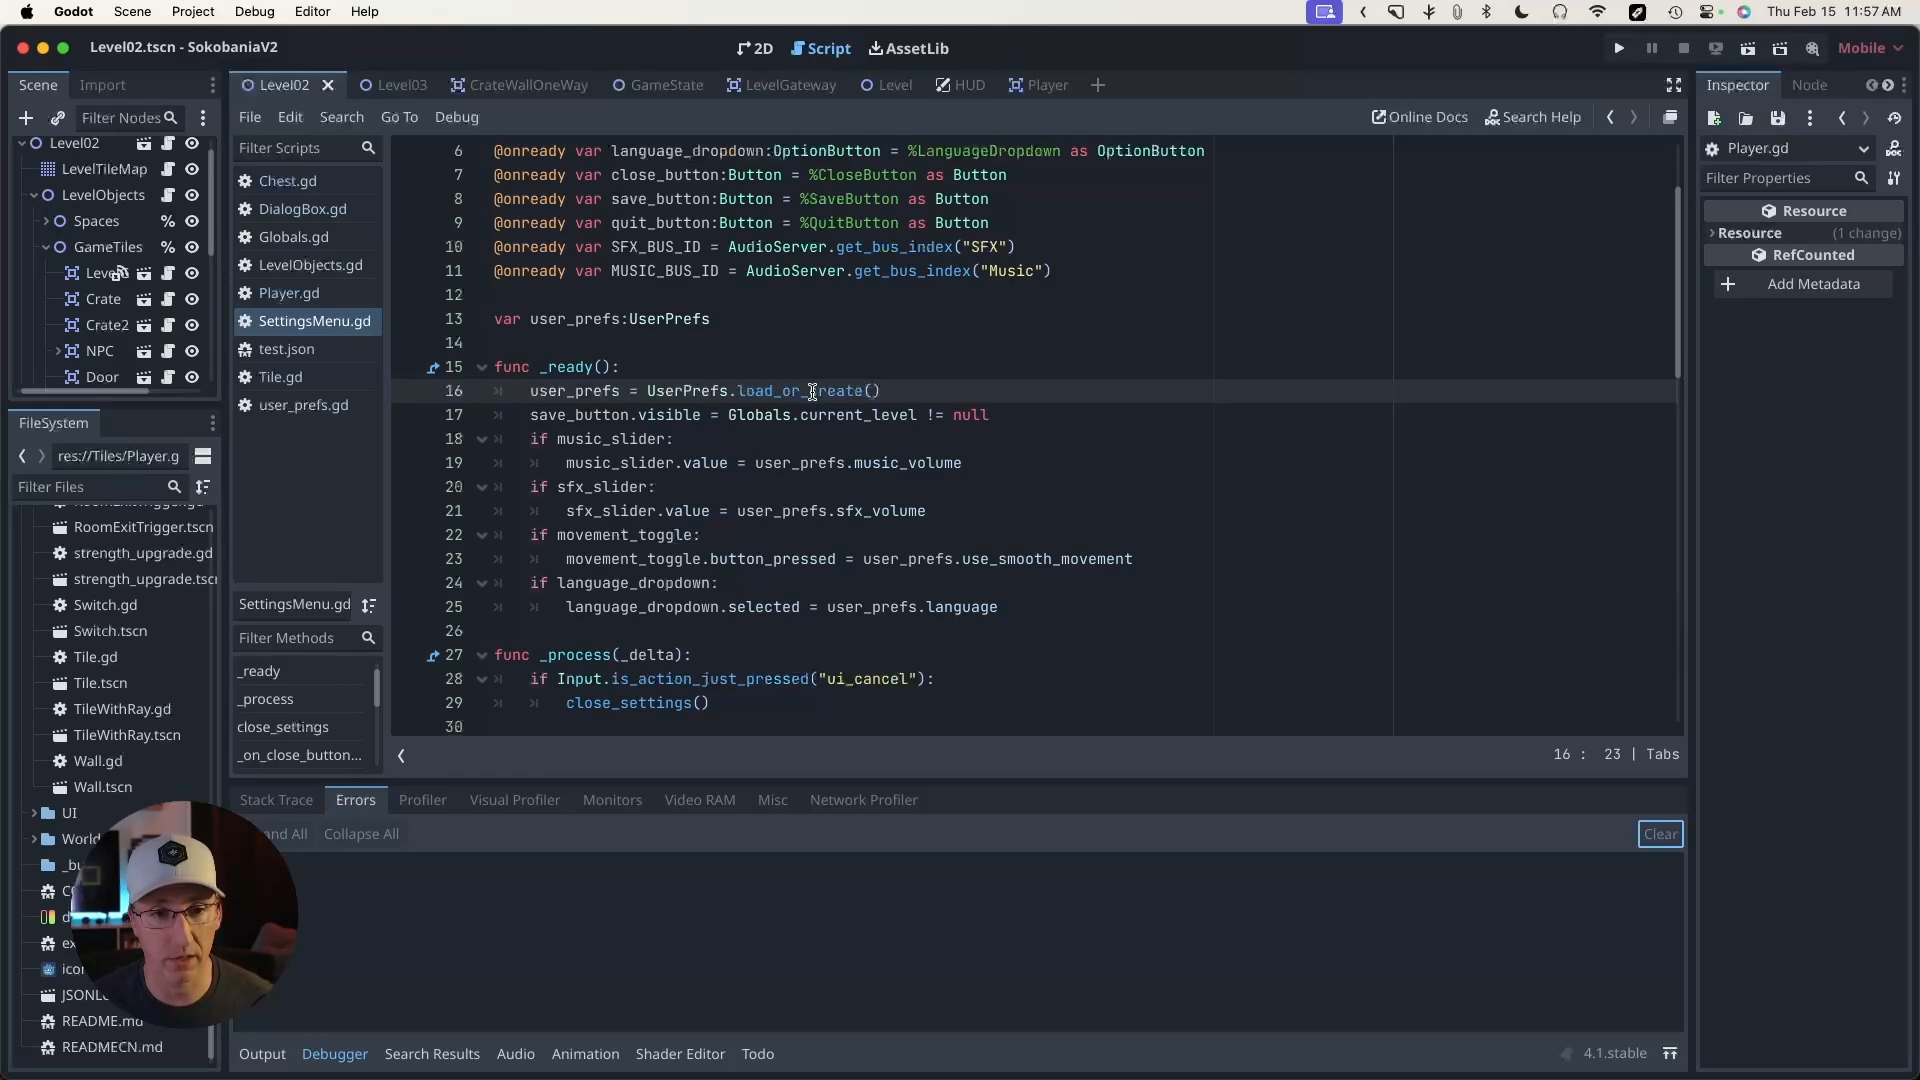 Godot Scene Project Debug Editor Help Thu Feb 15 11:57 AM
Level02.tscn - SokobaniaV2
2D Script AssetLib
Mobile
Scene Import
Level02 Level03 CrateWallOneWay GameState LevelGateway Level HUD Player
Inspector Node
Filter Nodes
File Edit Search Go To Debug
Online Docs Search Help
Level02
LevelTileMap
LevelObjects
Spaces
GameTiles
Crate
Crate2
NPC
Door
FileSystem
res://Tiles/Player.g
Filter Files
RoomExitTrigger.tscn
strength_upgrade.gd
strength_upgrade.tscr
Switch.gd
Switch.tscn
Tile.gd
Tile.tscn
TileWithRay.gd
TileWithRay.tscn
Wall.gd
Wall.tscn
UI
World
README.md
READMECN.md
Filter Scripts
Chest.gd
DialogBox.gd
Globals.gd
LevelObjects.gd
Player.gd
SettingsMenu.gd
test.json
Tile.gd
user_prefs.gd
SettingsMenu.gd
Filter Methods
_ready
_process
close_settings
_on_close_button...
6 @onready var language_dropdown:OptionButton = %LanguageDropdown as OptionButton
7 @onready var close_button:Button = %CloseButton as Button
8 @onready var save_button:Button = %SaveButton as Button
9 @onready var quit_button:Button = %QuitButton as Button
10 @onready var SFX_BUS_ID = AudioServer.get_bus_index("SFX")
11 @onready var MUSIC_BUS_ID = AudioServer.get_bus_index("Music")
12
13 var user_prefs:UserPrefs
14
15 func _ready():
16 user_prefs = UserPrefs.load_or_create()
17 save_button.visible = Globals.current_level != null
18 if music_slider:
19 music_slider.value = user_prefs.music_volume
20 if sfx_slider:
21 sfx_slider.value = user_prefs.sfx_volume
22 if movement_toggle:
23 movement_toggle.button_pressed = user_prefs.use_smooth_movement
24 if language_dropdown:
25 language_dropdown.selected = user_prefs.language
26
27 func _process(_delta):
28 if Input.is_action_just_pressed("ui_cancel"):
29 close_settings()
30
16 : 23 | Tabs
Stack Trace Errors Profiler Visual Profiler Monitors Video RAM Misc Network Profiler
and All Collapse All Clear
Output Debugger Search Results Audio Animation Shader Editor Todo
4.1.stable
Player.gd
Filter Properties
Resource
Resource (1 change)
RefCounted
Add Metadata